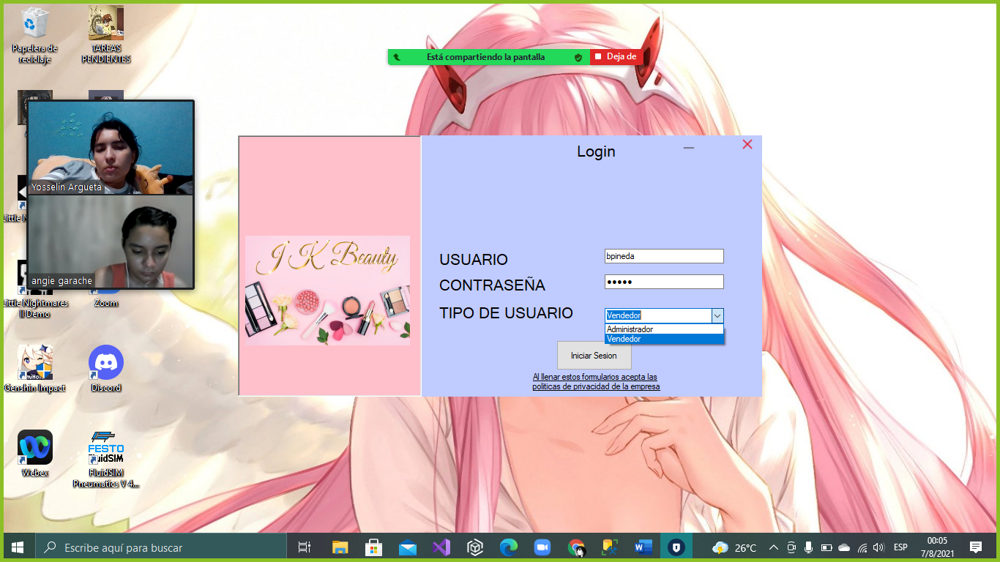 Papelera de
reciclaje
TAREAS
PENDIENTES
Está compartiendo la pantalla
Deja de
Yosselin Argueta
angie garache
Little Nightmares
II Demo
Zoom
Genshin Impact
Discord
Webex
FESTO
FluidSIM
FluidSIM
Pneumatics V 4...
Login
J K Beauty
USUARIO
bpineda
CONTRASEÑA
TIPO DE USUARIO
Vendedor
Administrador
Vendedor
Iniciar Sesion
Al llenar estos formularios acepta las
politicas de privacidad de la empresa
Escribe aquí para buscar
26°C
ESP
00:05
7/8/2021